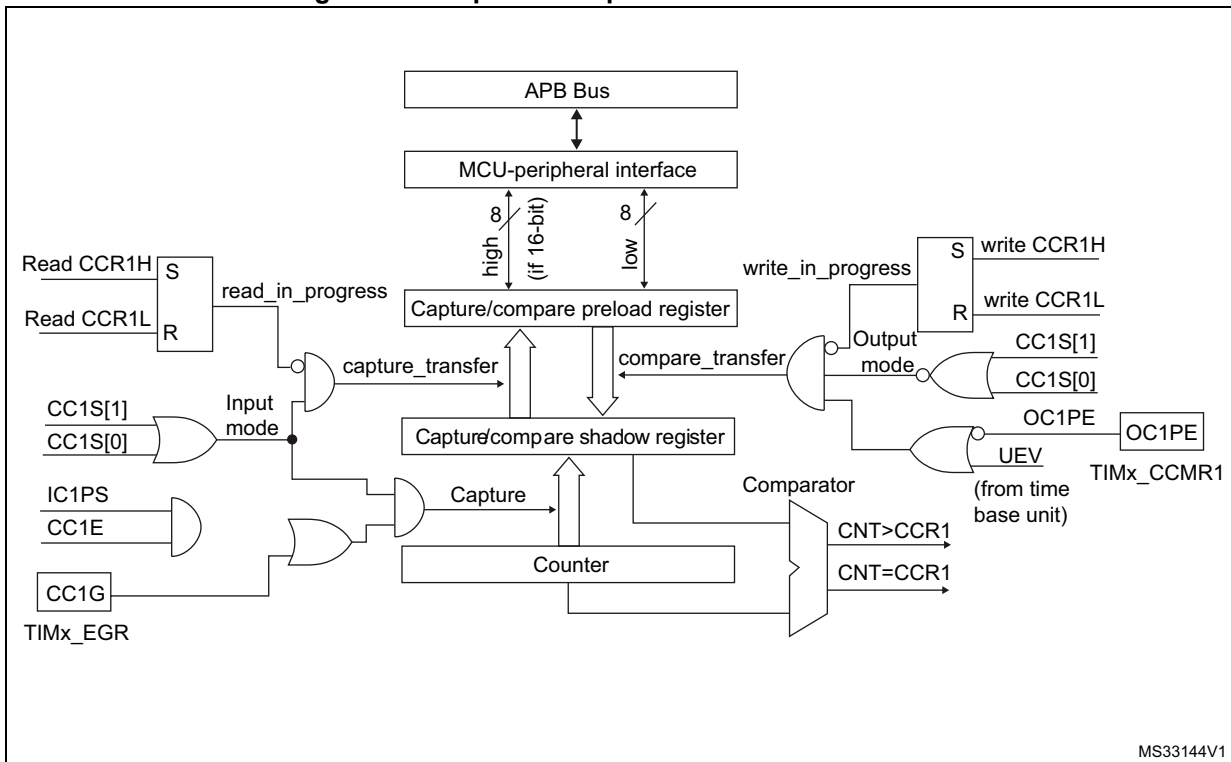 APB Bus
MCU-peripheral interface
8
high
(if 16-bit)
8
low
Read CCR1H
S
read_in_progress
Read CCR1L
R
write_in_progress
S
write CCR1H
R
write CCR1L
Capture/compare preload register
capture_transfer
compare_transfer
Output
mode
CC1S[1]
CC1S[0]
CC1S[1]
CC1S[0]
Input
mode
Capture/compare shadow register
OC1PE
OC1PE
UEV
TIMx_CCMR1
(from time
base unit)
IC1PS
CC1E
Capture
Comparator
Counter
CNT>CCR1
CNT=CCR1
CC1G
TIMx_EGR
MS33144V1